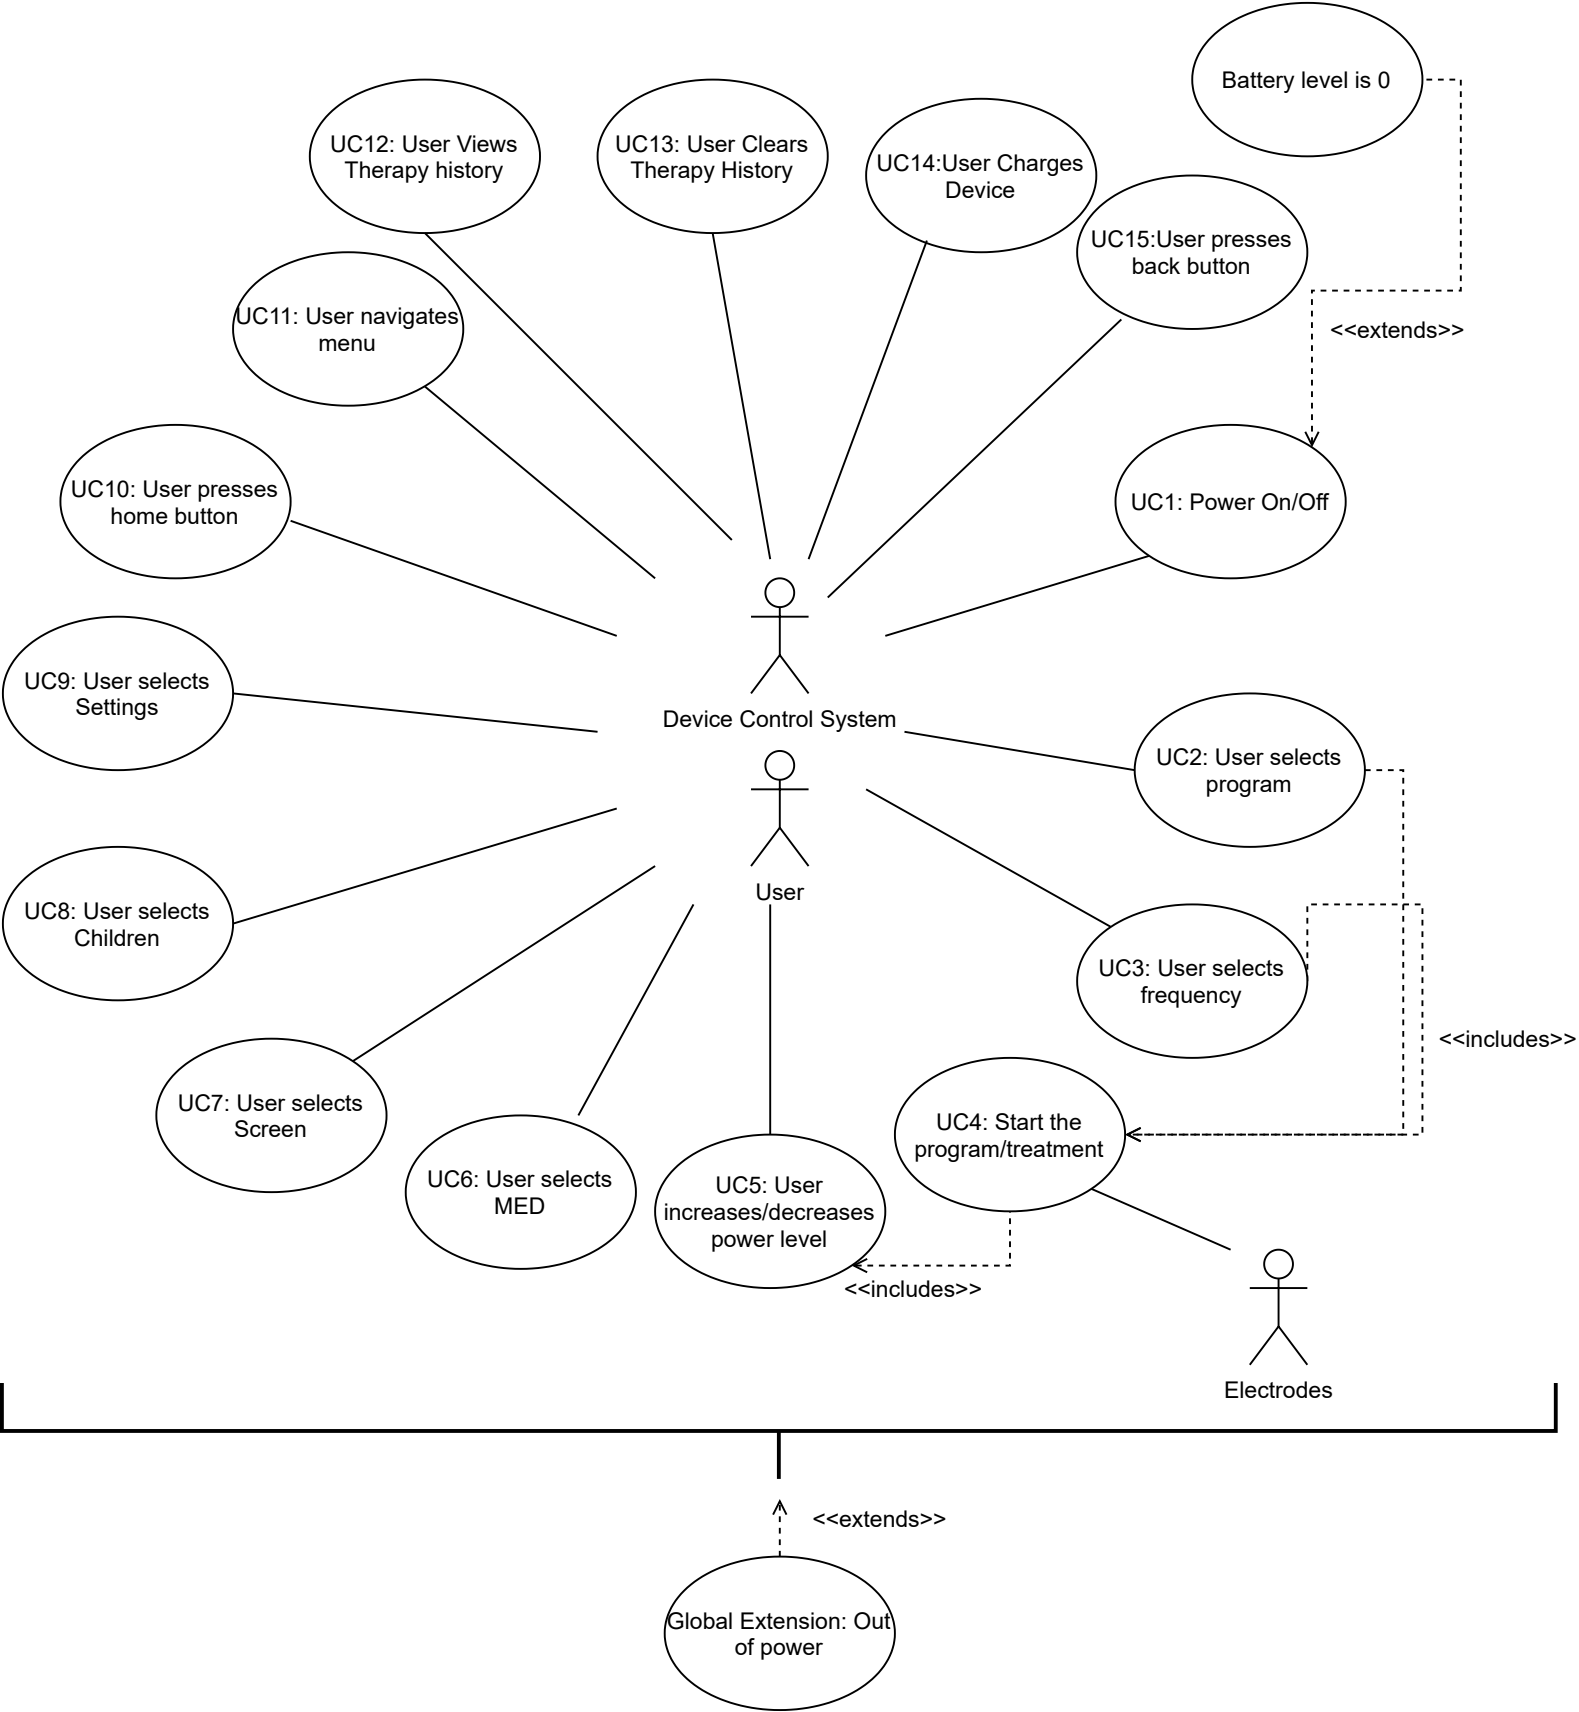 Battery level is 0
UC12: User Views
Therapy history
UC13: User Clears
Therapy History
UC14:User Charges
Device
UC15:User presses
back button
UC11: User navigates
menu
<<extends>>
UC10: User presses
home button
UC1: Power On/Off
UC9: User selects
Settings
Device Control System
UC2: User selects
program
User
UC8: User selects
Children
UC3: User selects
frequency
<<includes>>
UC7: User selects
Screen
UC4: Start the
program/treatment
UC6: User selects
MED
UC5: User
increases/decreases
power level
<<includes>>
Electrodes
<<extends>>
Global Extension: Out
of power